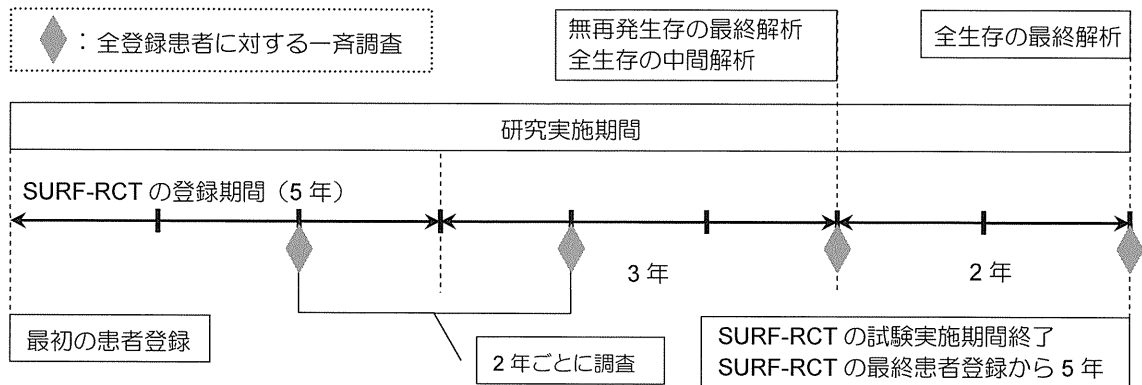 ：全登録患者に対する一斉調査
無再発生存の最終解析
全生存の中間解析
全生存の最終解析
研究実施期間
SURF-RCT の登録期間（5 年）
3 年
2 年
最初の患者登録
2 年ごとに調査
SURF-RCT の試験実施期間終了
SURF-RCT の最終患者登録から 5 年